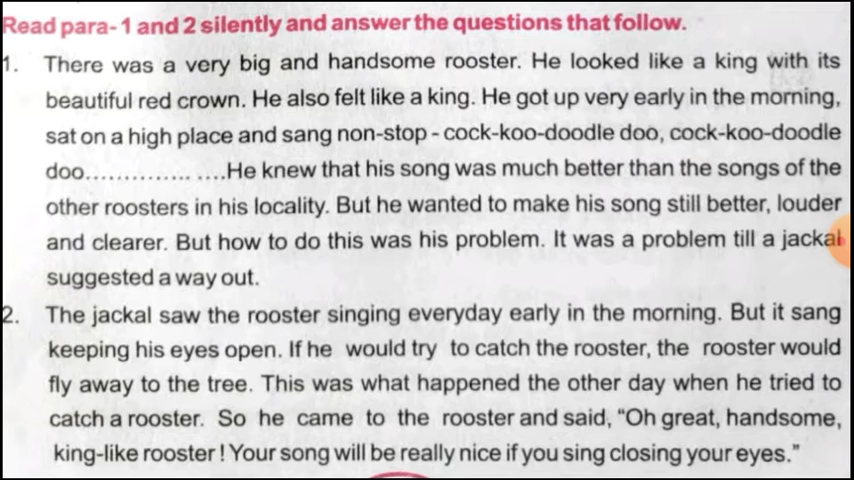 Read para- 1 and 2 silently and answer the questions that follow.
1. There was a very big and handsome rooster. He looked like a king with its
beautiful red crown. He also felt like a king. He got up very early in the morning,
sat on a high place and sang non-stop - cock-koo-doodle doo, cock-koo-doodle
doo.................. ....He knew that his song was much better than the songs of the
other roosters in his locality. But he wanted to make his song still better, louder
and clearer. But how to do this was his problem. It was a problem till a jackal
suggested a way out.
2. The jackal saw the rooster singing everyday early in the morning. But it sang
keeping his eyes open. If he would try to catch the rooster, the rooster would
fly away to the tree. This was what happened the other day when he tried to
catch a rooster. So he came to the rooster and said, “Oh great, handsome,
king-like rooster ! Your song will be really nice if you sing closing your eyes.”